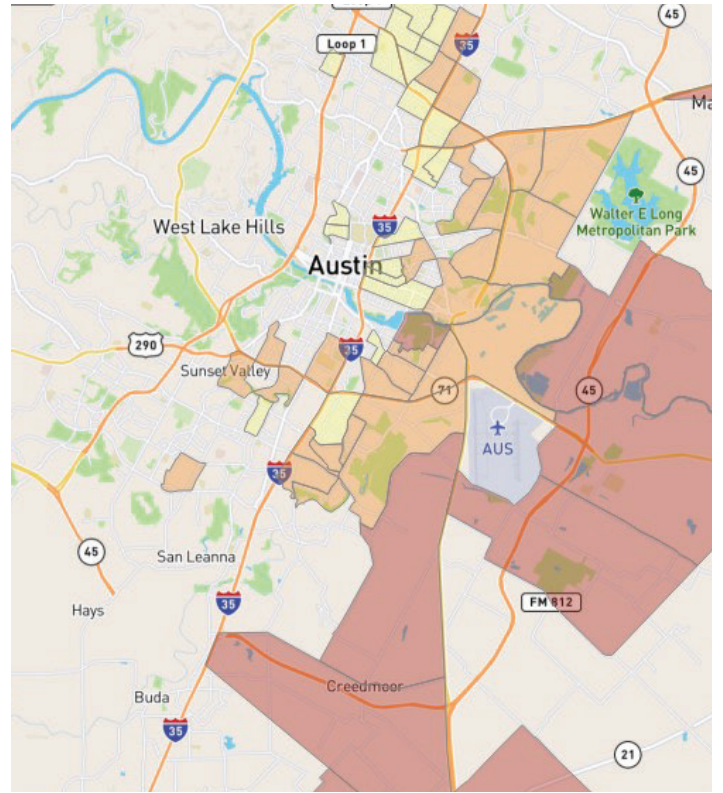 45
Loop 1
35
Ma
45
Walter E Long
Metropolitan Park
West Lake Hills
35
Austin
290
35
Sunset Valley
71
45
AUS
35
45
San Leanna
Hays
35
FM 812
Creedmoor
Buda
35
21